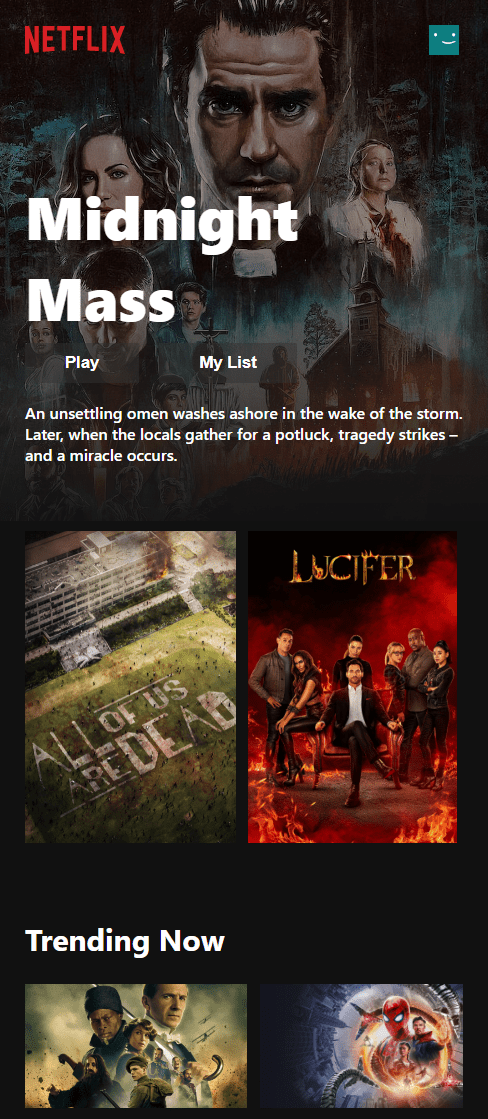 NETFLIX
Midnight
Mass
Play
My List
An unsettling omen washes ashore in the wake of the storm.
Later, when the locals gather for a potluck, tragedy strikes –
and a miracle occurs.
ALL OF US
ARE DEAD
LUCIFER
Trending Now